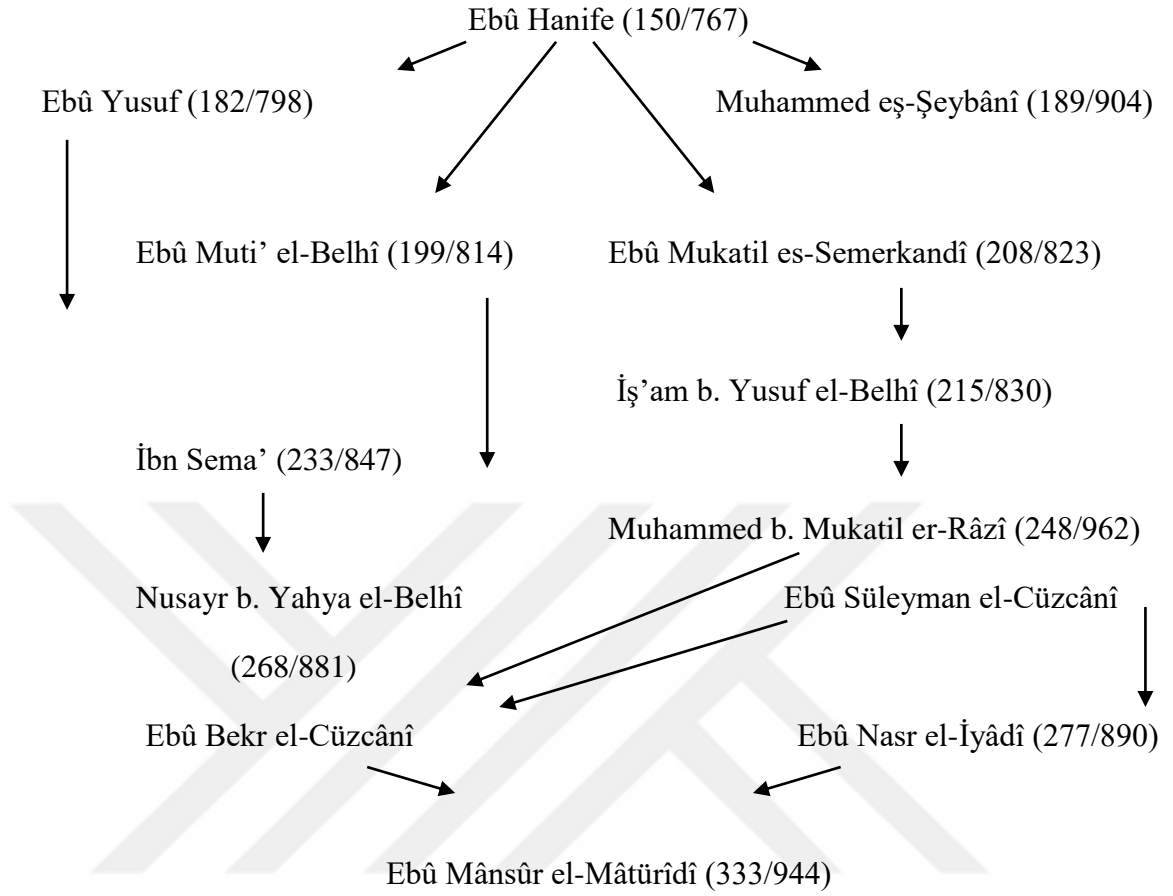 Ebû Hanife (150/767)
Ebû Yusuf (182/798)
Muhammed eş-Şeybânî (189/904)
Ebû Muti’ el-Belhî (199/814)
Ebû Mukatil es-Semerkandî (208/823)
İş’am b. Yusuf el-Belhî (215/830)
İbn Sema’ (233/847)
Muhammed b. Mukatil er-Râzî (248/962)
Nusayr b. Yahya el-Belhî
Ebû Süleyman el-Cüzcânî
(268/881)
Ebû Bekr el-Cüzcânî
Ebû Nasr el-İyâdî (277/890)
Ebû Mânsûr el-Mâtürîdî (333/944)